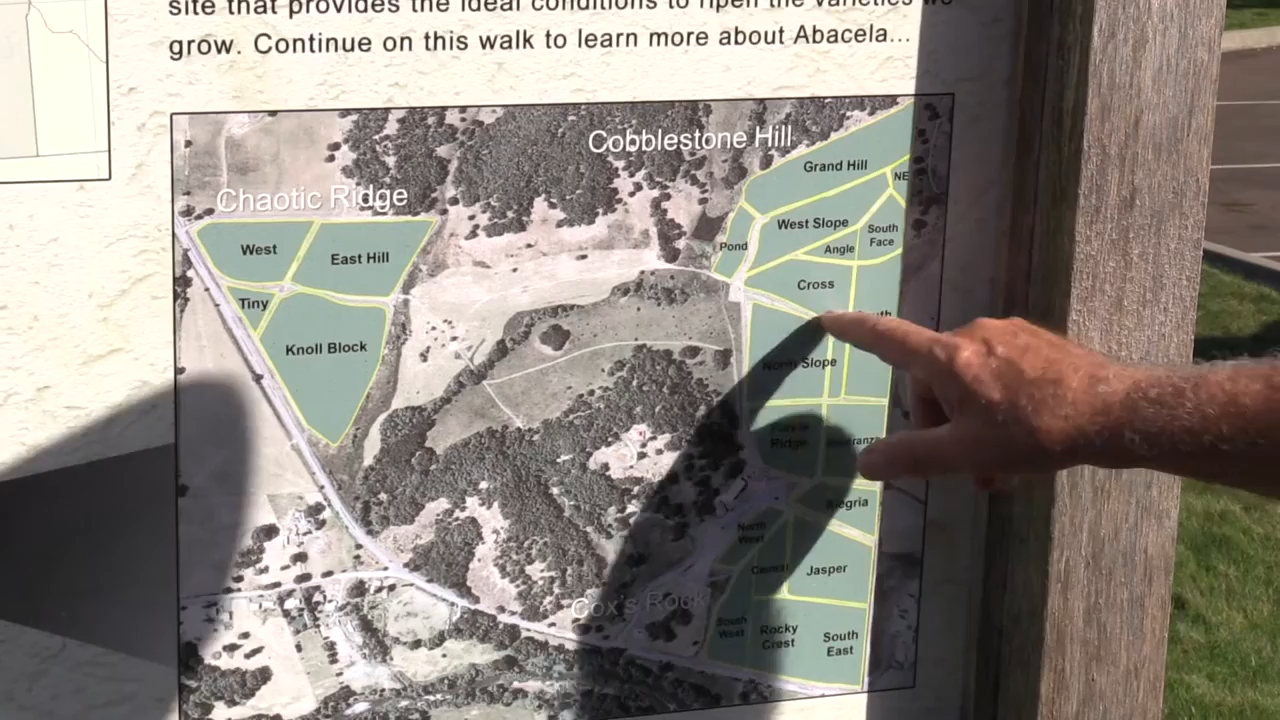 site that provides the ideal conditions to ripen the varieties we
grow. Continue on this walk to learn more about Abacela...
Cobblestone Hill
Chaotic Ridge
Grand Hill
NE
West Slope
South
Face
Pond
Angle
West
East Hill
Cross
Tiny
Knoll Block
North Slope
Ridge
Alegria
North
West
Central
Jasper
Cox's Rock
South
West
Rocky
Crest
South
East